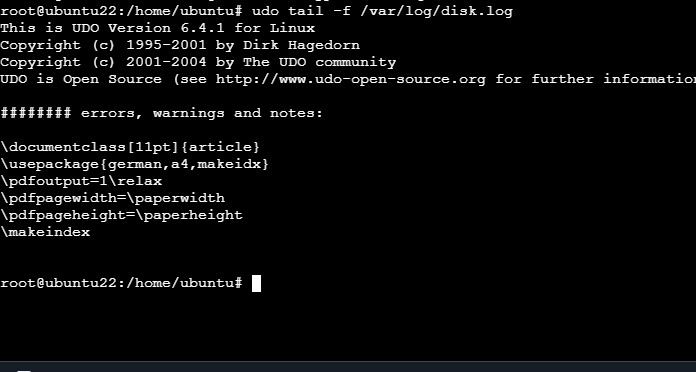 root@ubuntu22:/home/ubuntu# udo tail -f /var/log/disk.log
This is UDO Version 6.4.1 for Linux
Copyright (c) 1995-2001 by Dirk Hagedorn
Copyright (c) 2001-2004 by The UDO community
UDO is Open Source (see http://www.udo-open-source.org for further information
######## errors, warnings and notes:
\documentclass[11pt]{article}
\usepackage{german,a4,makeidx}
\pdfoutput=1\relax
\pdfpagewidth=\paperwidth
\pdfpageheight=\paperheight
\makeindex
root@ubuntu22:/home/ubuntu#